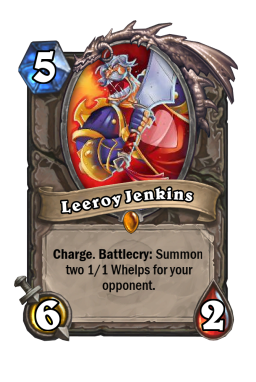 5
Leeroy Jenkins
Charge. Battlecry: Summon
two 1/1 Whelps for your
opponent.
6 2